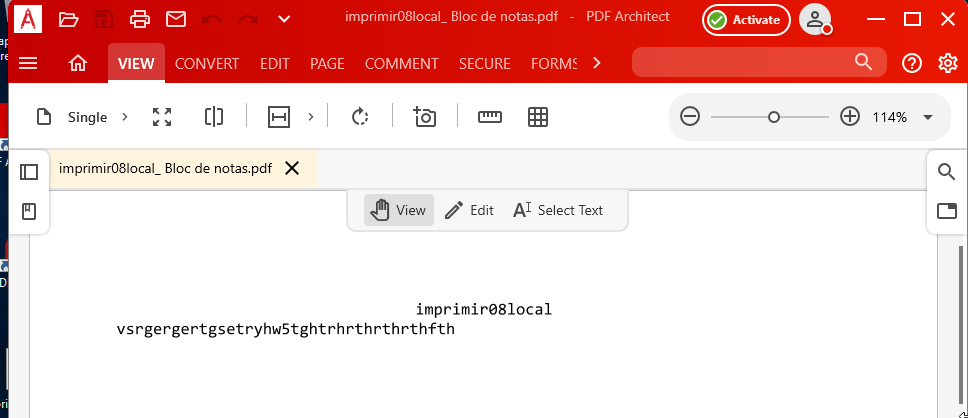 imprimir08local_ Bloc de notas.pdf - PDF Architect
Activate
VIEW CONVERT EDIT PAGE COMMENT SECURE FORMS
Single
114%
imprimir08local_ Bloc de notas.pdf
View Edit Select Text
imprimir08local
vsrgergertgsetryhw5tghtrhrthrthrthfth